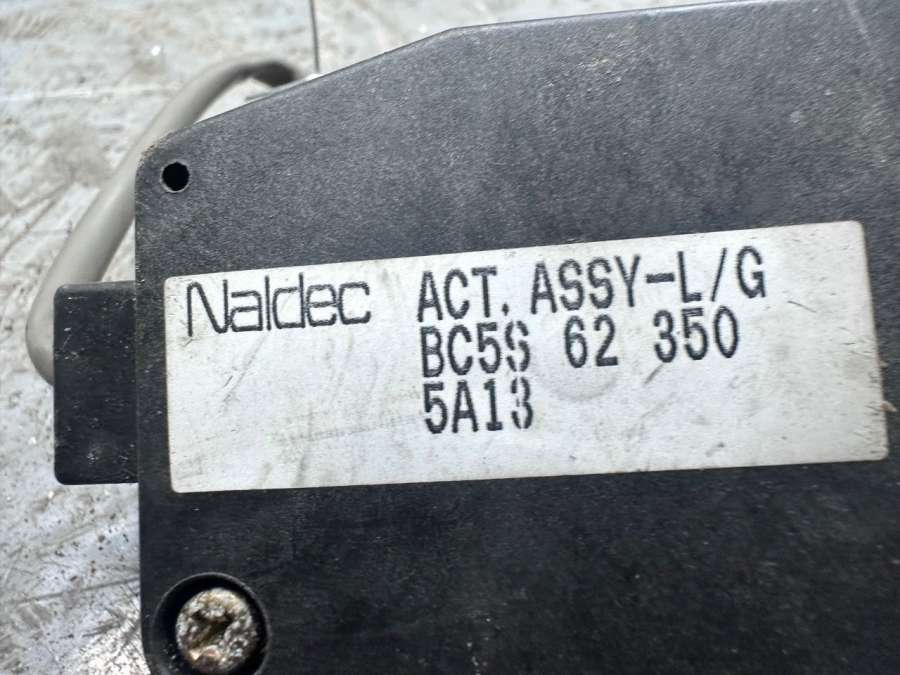 Naldec ACT. ASSY-L/G
BC5S 62 350
5A13